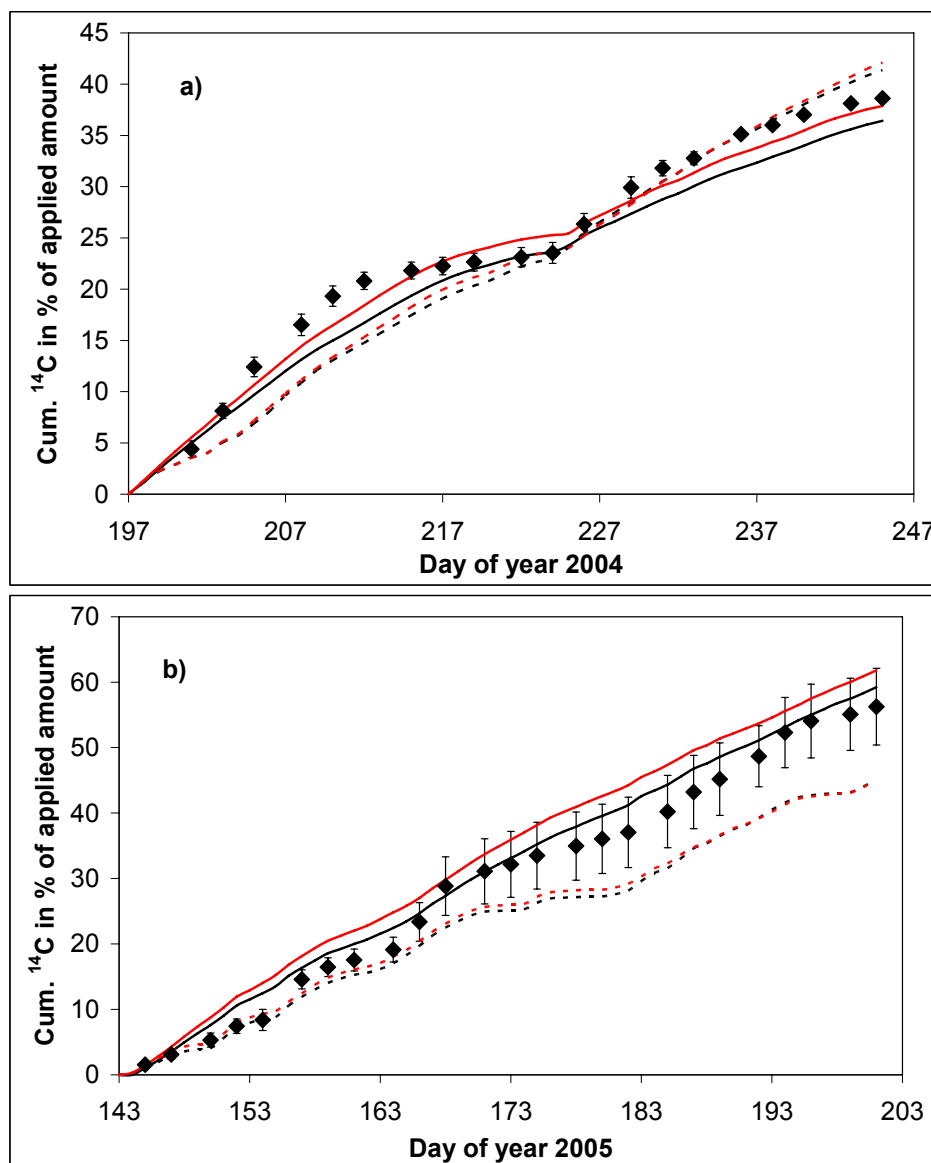 a)
Cum. ¹⁴C in % of applied amount
45
40
35
30
25
20
15
10
5
0
197 207 217 227 237 247
Day of year 2004
b)
Cum. ¹⁴C in % of applied amount
70
60
50
40
30
20
10
0
143 153 163 173 183 193 203
Day of year 2005